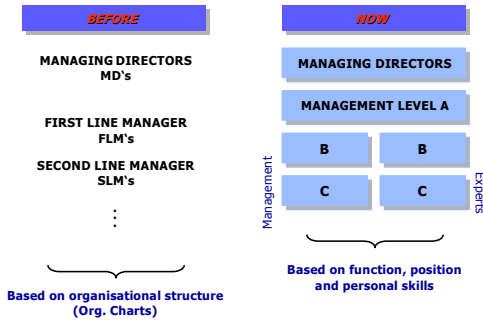 BEFORE
MANAGING DIRECTORS
MD's
FIRST LINE MANAGER
FLM's
SECOND LINE MANAGER
SLM's
.
.
.
Based on organisational structure
(Org. Charts)
NOW
MANAGING DIRECTORS
MANAGEMENT LEVEL A
B B
C C
Management
Experts
Based on function, position
and personal skills